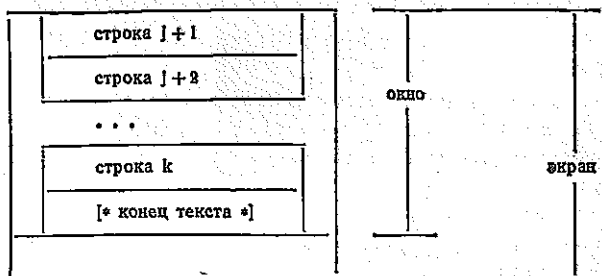 строка j+1
строка j+2
окно
• • •
строка k
экран
[* конец текста *]